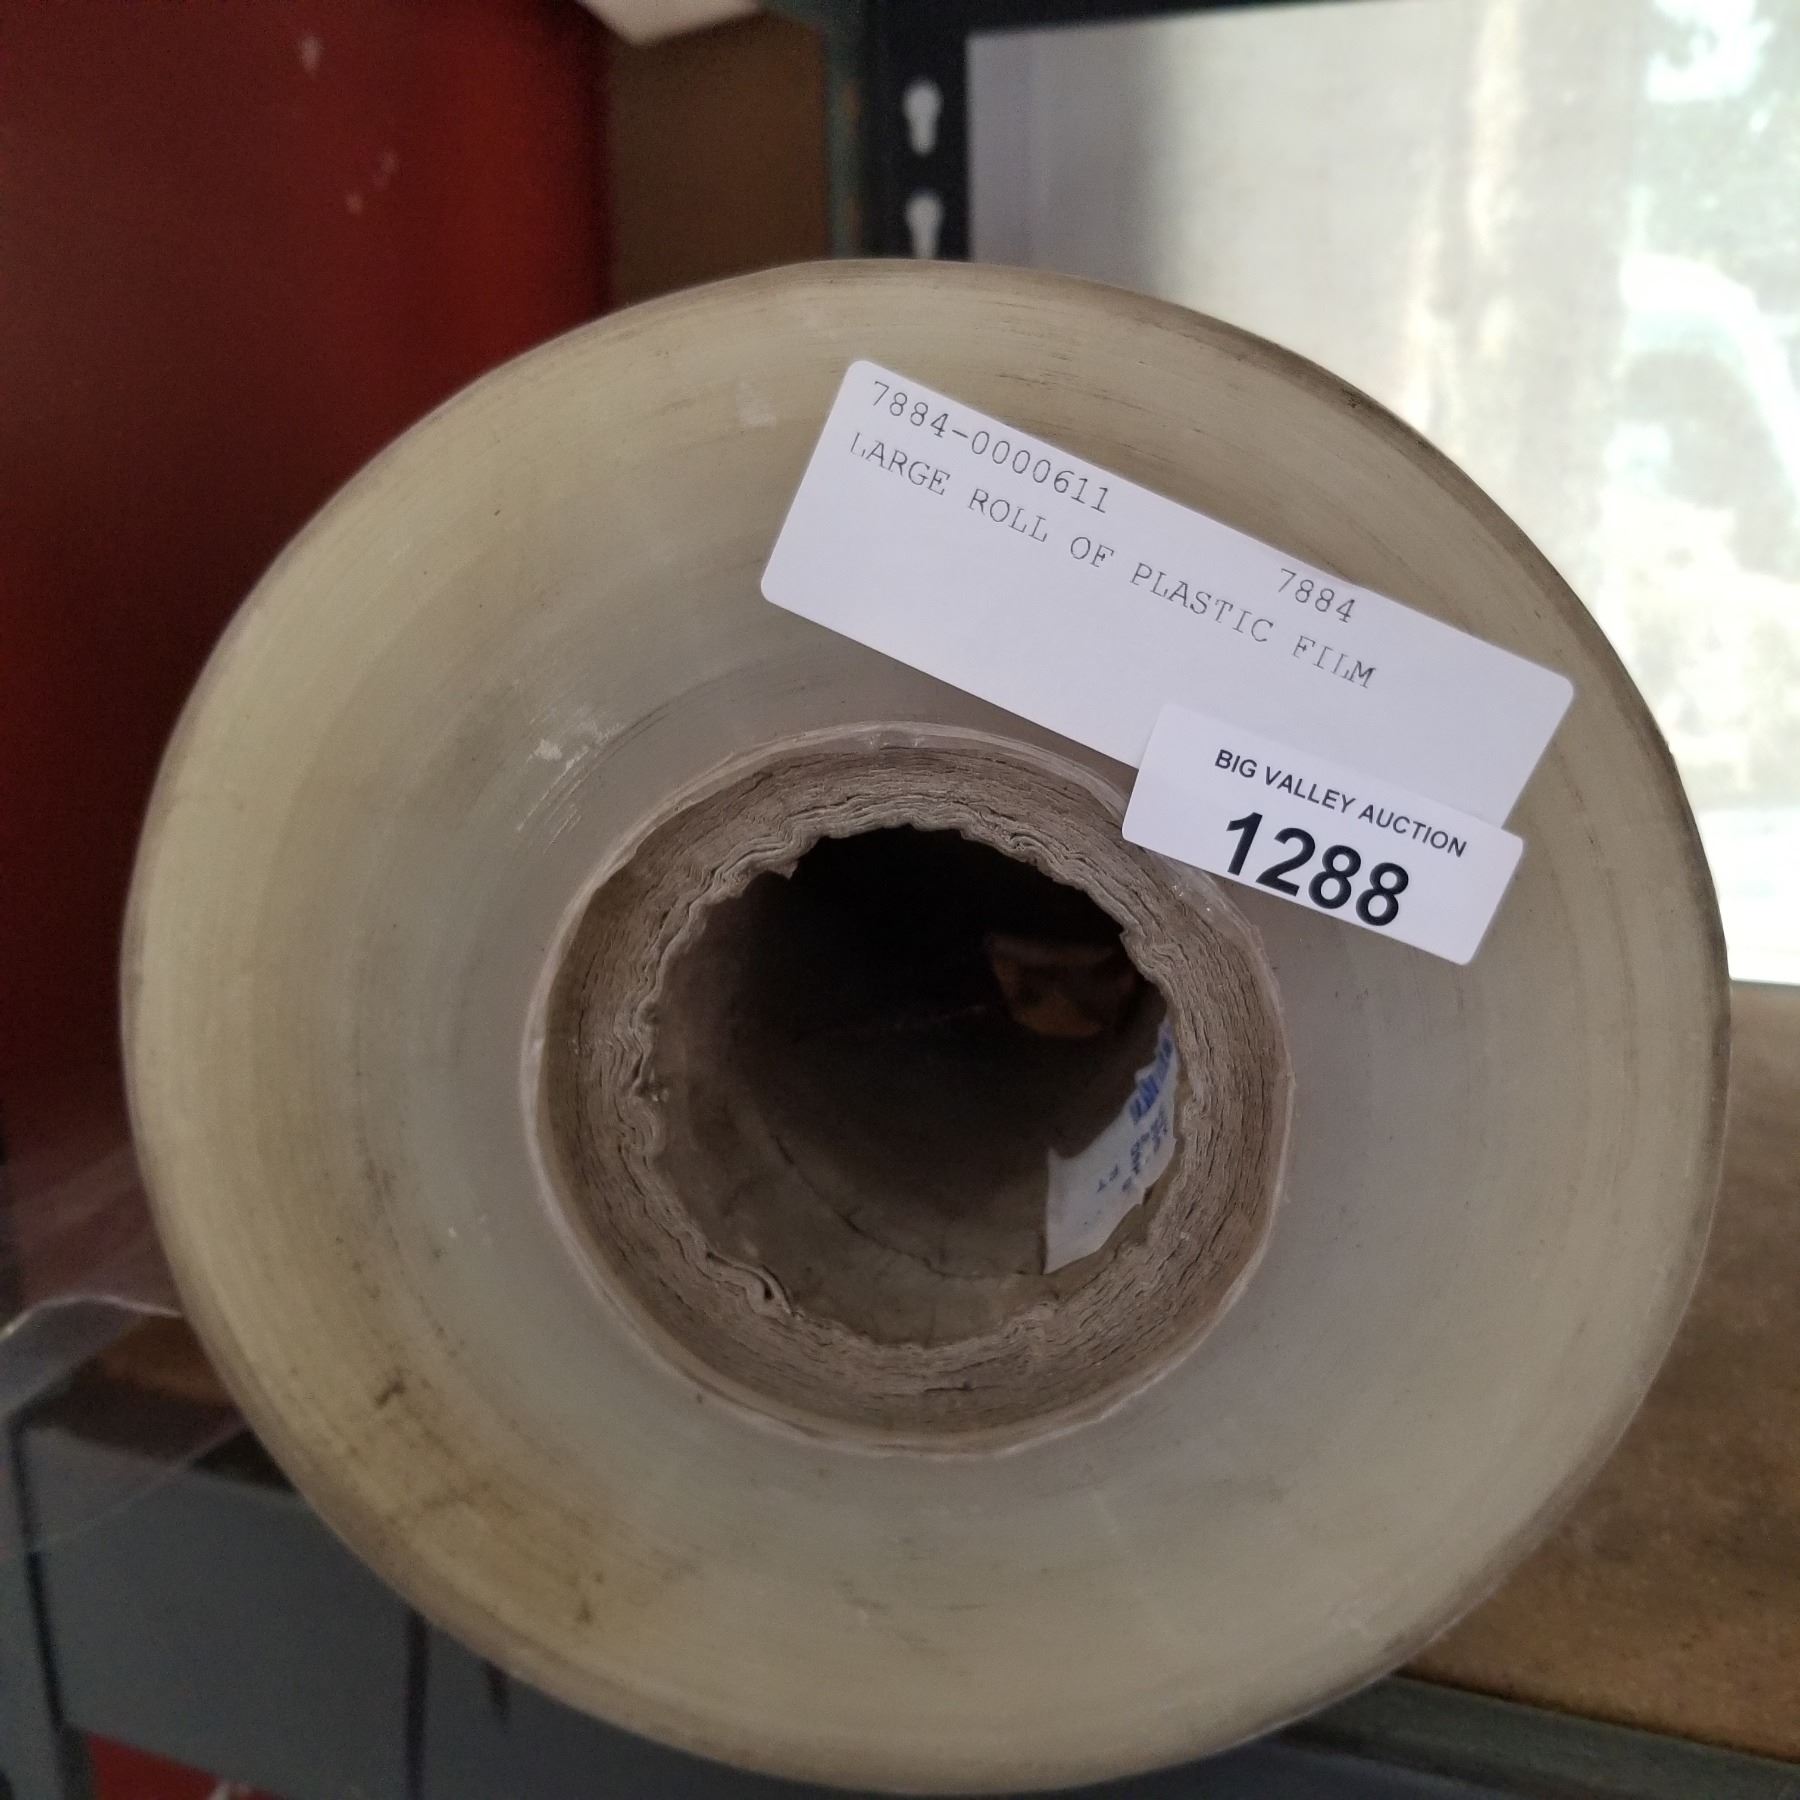 7884-0000611
7884
LARGE ROLL OF PLASTIC FILM
BIG VALLEY AUCTION
1288